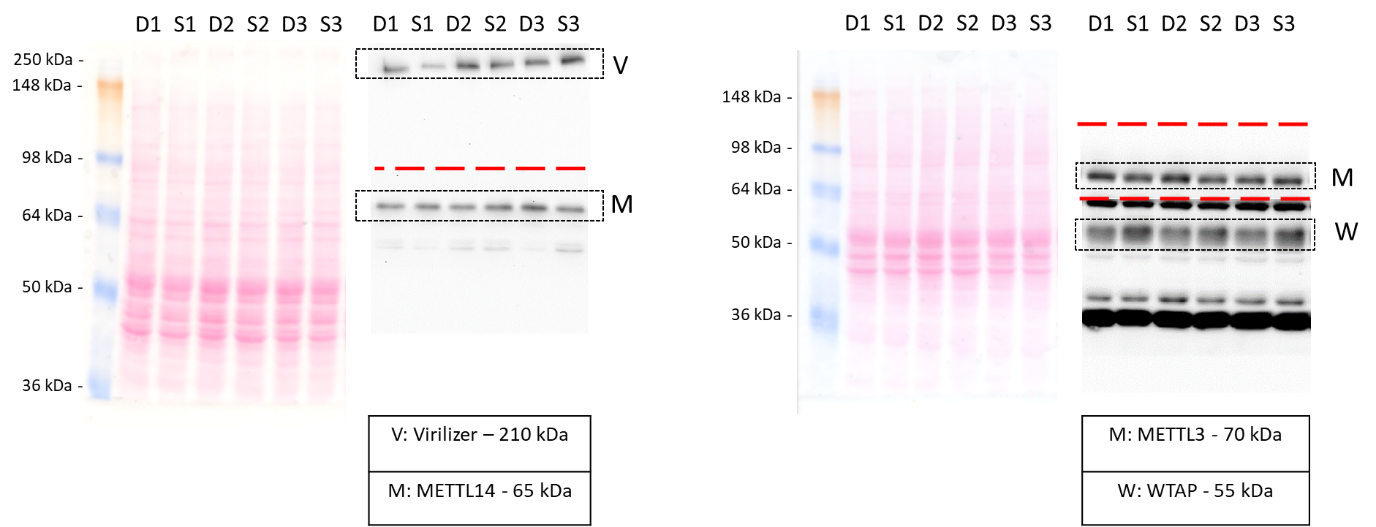 D1 S1 D2 S2 D3 S3
D1 S1 D2 S2 D3 S3
250 kDa -
148 kDa -
98 kDa -
64 kDa -
50 kDa -
36 kDa -
V
M
V: Virilizer – 210 kDa
M: METTL14 - 65 kDa
D1 S1 D2 S2 D3 S3
D1 S1 D2 S2 D3 S3
148 kDa -
98 kDa -
64 kDa -
50 kDa -
36 kDa -
M
W
M: METTL3 - 70 kDa
W: WTAP - 55 kDa